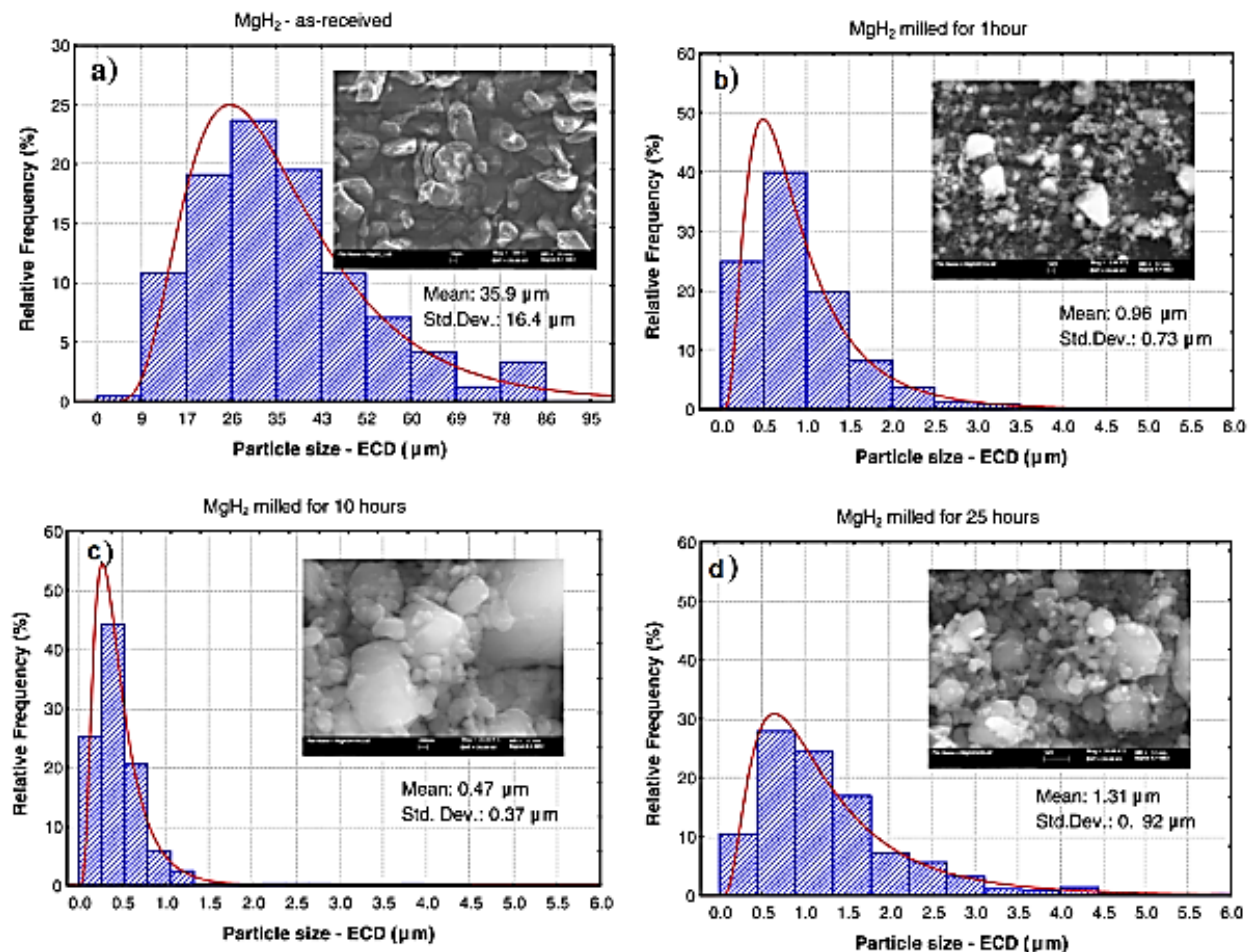 MgH₂ - as-received
a)
30
25
20
15
10
5
0
Relative Frequency (%)
Mean: 35.9 µm
Std.Dev.: 16.4 µm
0 9 17 26 35 43 52 60 69 78 86 95
Particle size - ECD (µm)
MgH₂ milled for 1hour
b)
60
50
40
30
20
10
0
Relative Frequency (%)
Mean: 0.96 µm
Std.Dev.: 0.73 µm
0.0 0.5 1.0 1.5 2.0 2.5 3.0 3.5 4.0 4.5 5.0 5.5 6.0
Particle size - ECD (µm)
MgH₂ milled for 10 hours
c)
60
50
40
30
20
10
0
Relative Frequency (%)
Mean: 0.47 µm
Std. Dev.: 0.37 µm
0.0 0.5 1.0 1.5 2.0 2.5 3.0 3.5 4.0 4.5 5.0 5.5 6.0
Particle size - ECD (µm)
MgH₂ milled for 25 hours
d)
60
50
40
30
20
10
0
Relative Frequency (%)
Mean: 1.31 µm
Std.Dev.: 0. 92 µm
0.0 0.5 1.0 1.5 2.0 2.5 3.0 3.5 4.0 4.5 5.0 5.5 6.0
Particle size - ECD (µm)